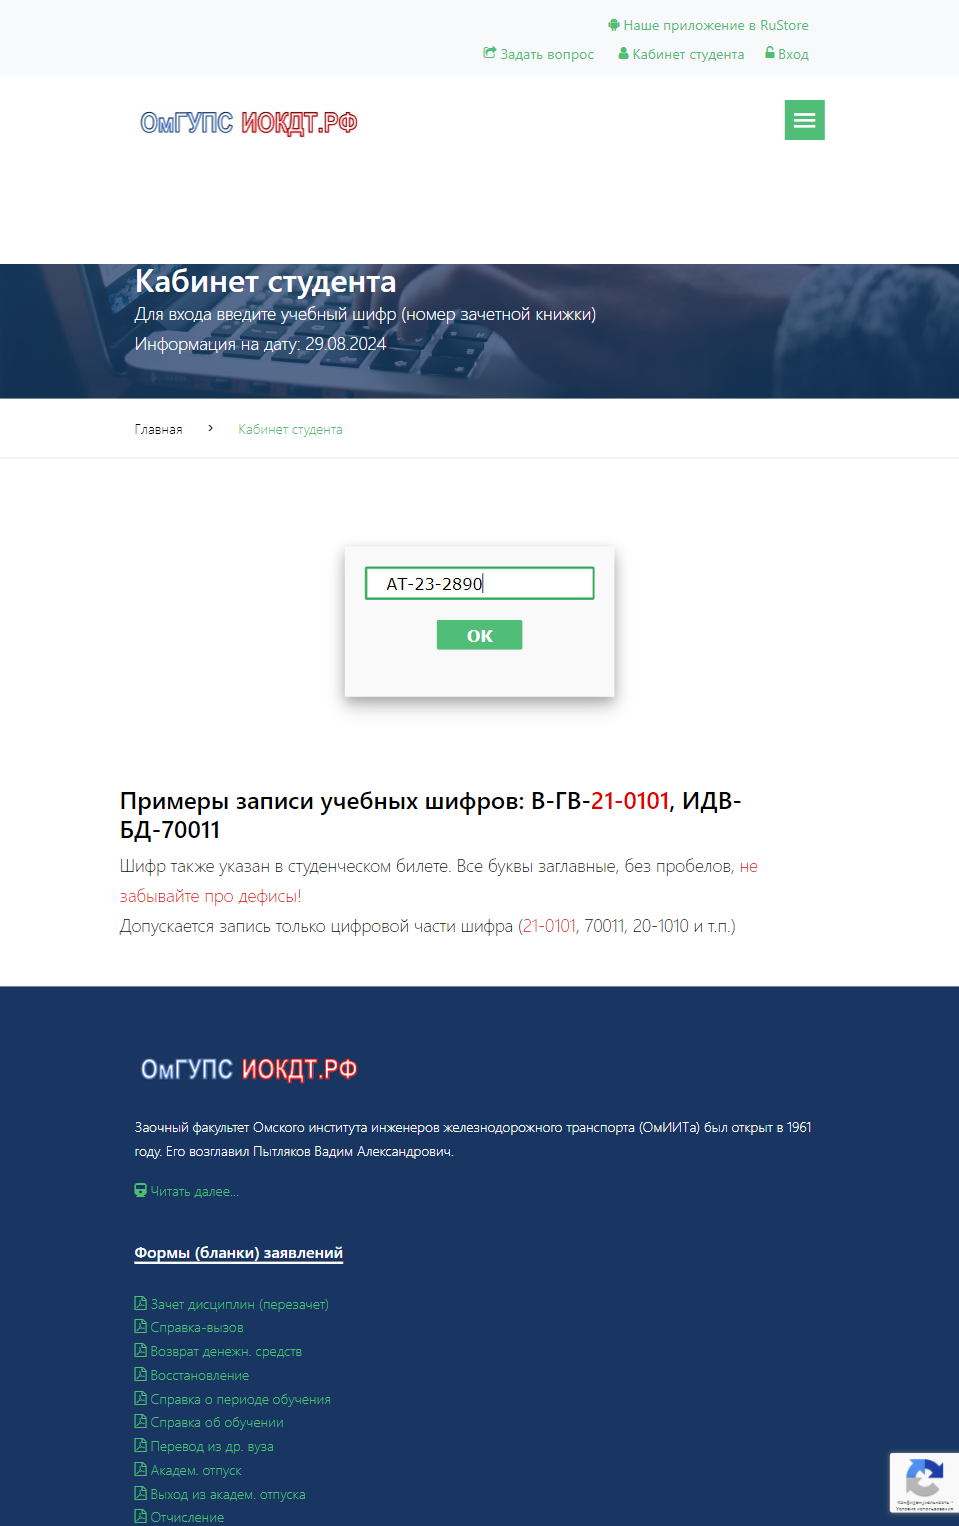 Наше приложение в RuStore
Задать вопрос Кабинет студента Вход
ОмГУПС ИОКДТ.РФ
Кабинет студента
Для входа введите учебный шифр (номер зачетной книжки)
Информация на дату: 29.08.2024
Главная > Кабинет студента
АТ-23-2890
ОК
Примеры записи учебных шифров: В-ГВ-21-0101, ИДВ-
БД-70011
Шифр также указан в студенческом билете. Все буквы заглавные, без пробелов, не
забывайте про дефисы!
Допускается запись только цифровой части шифра (21-0101, 70011, 20-1010 и т.п.)
ОмГУПС ИОКДТ.РФ
Заочный факультет Омского института инженеров железнодорожного транспорта (ОмИИТа) был открыт в 1961
году. Его возглавил Пытляков Вадим Александрович.
Читать далее...
Формы (бланки) заявлений
Зачет дисциплин (перезачет)
Справка-вызов
Возврат денежн. средств
Восстановление
Справка о периоде обучения
Справка об обучении
Перевод из др. вуза
Академ. отпуск
Выход из академ. отпуска
Отчисление
Конфиденциальность -
Условия использования